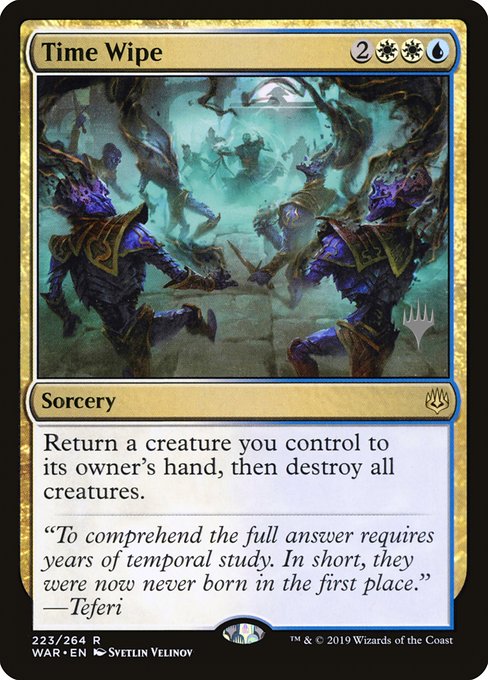 Time Wipe 2
Sorcery
Return a creature you control to
its owner's hand, then destroy all
creatures.
“To comprehend the full answer requires
years of temporal study. In short, they
were now never born in the first place.”
—Teferi
223/264 R
WAR • EN Svetlin Velinov
™ & © 2019 Wizards of the Coast